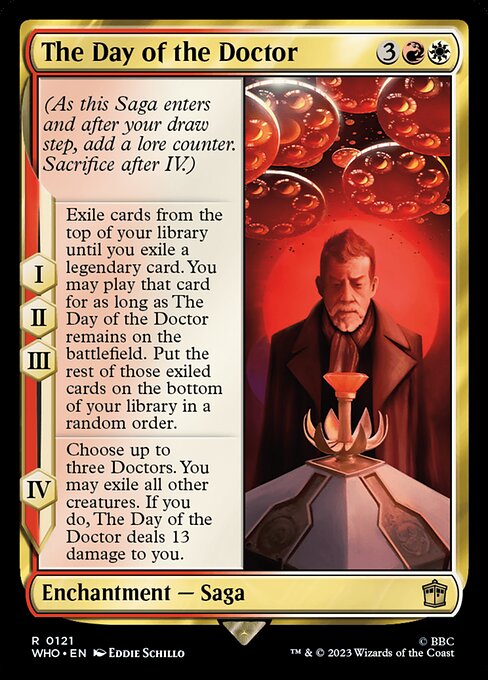 The Day of the Doctor 3
(As this Saga enters
and after your draw
step, add a lore counter.
Sacrifice after IV.)
I
II
III
Exile cards from the
top of your library
until you exile a
legendary card. You
may play that card
for as long as The
Day of the Doctor
remains on the
battlefield. Put the
rest of those exiled
cards on the bottom
of your library in a
random order.
IV
Choose up to
three Doctors. You
may exile all other
creatures. If you
do, The Day of the
Doctor deals 13
damage to you.
Enchantment — Saga
R 0121
WHO • EN Eddie Schillo
© BBC
™ & © 2023 Wizards of the Coast